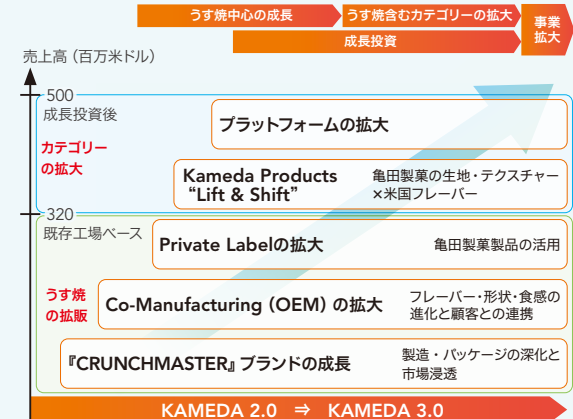 うす焼中心の成長
うす焼含むカテゴリーの拡大
事業
拡大
成長投資
売上高（百万米ドル）
500
成長投資後
カテゴリー
の拡大
プラットフォームの拡大
Kameda Products
“Lift & Shift”
亀田製菓の生地・テクスチャー
×米国フレーバー
320
既存工場ベース
Private Labelの拡大
亀田製菓製品の活用
うす焼
の拡販
Co-Manufacturing（OEM）の拡大
フレーバー・形状・食感の
進化と顧客との連携
『CRUNCHMASTER』ブランドの成長
製造・パッケージの深化と
市場浸透
KAMEDA 2.0 ⇒ KAMEDA 3.0